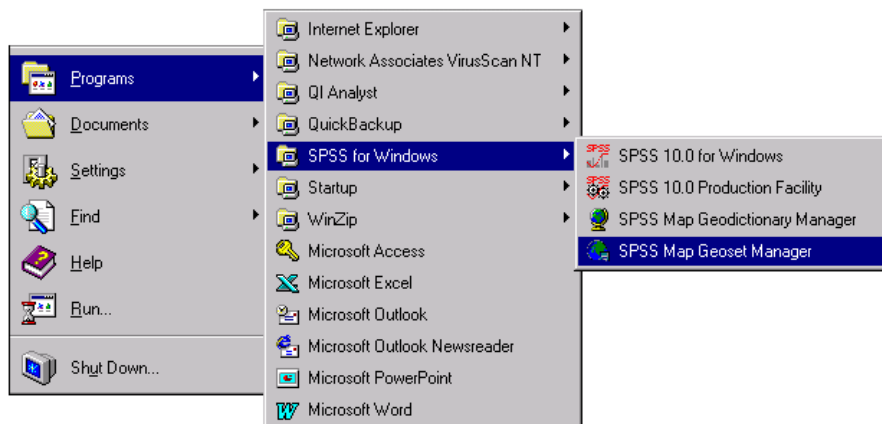 Programs
Documents
Settings
Find
Help
Run...
Shut Down...
Internet Explorer
Network Associates VirusScan NT
QI Analyst
QuickBackup
SPSS for Windows
Startup
WinZip
Microsoft Access
Microsoft Excel
Microsoft Outlook
Microsoft Outlook Newsreader
Microsoft PowerPoint
Microsoft Word
SPSS 10.0 for Windows
SPSS 10.0 Production Facility
SPSS Map Geodictionary Manager
SPSS Map Geoset Manager